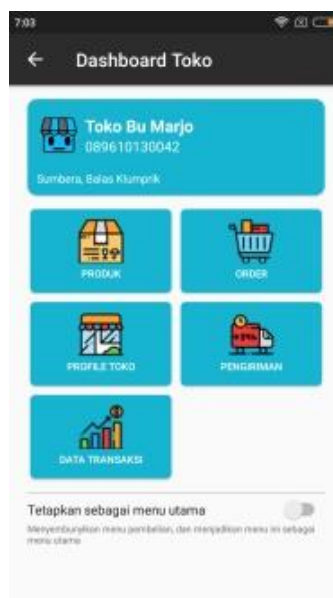 7:03
Dashboard Toko
Toko Bu Marjo
089610130042
Sumbera, Balas Klumprik
PRODUK
ORDER
PROFILE TOKO
PENGIRIMAN
DATA TRANSAKSI
Tetapkan sebagai menu utama
Menyembunyikan menu pembelian, dan menjadikan menu ini sebagai
menu utama